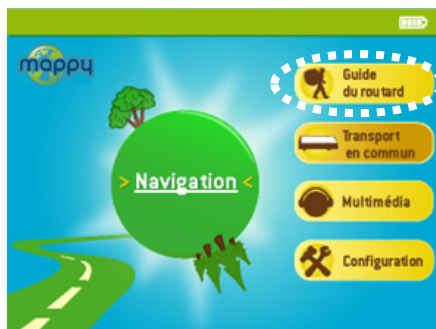 mappy
Guide
du routard
> Navigation <
Transport
en commun
Multimédia
Configuration